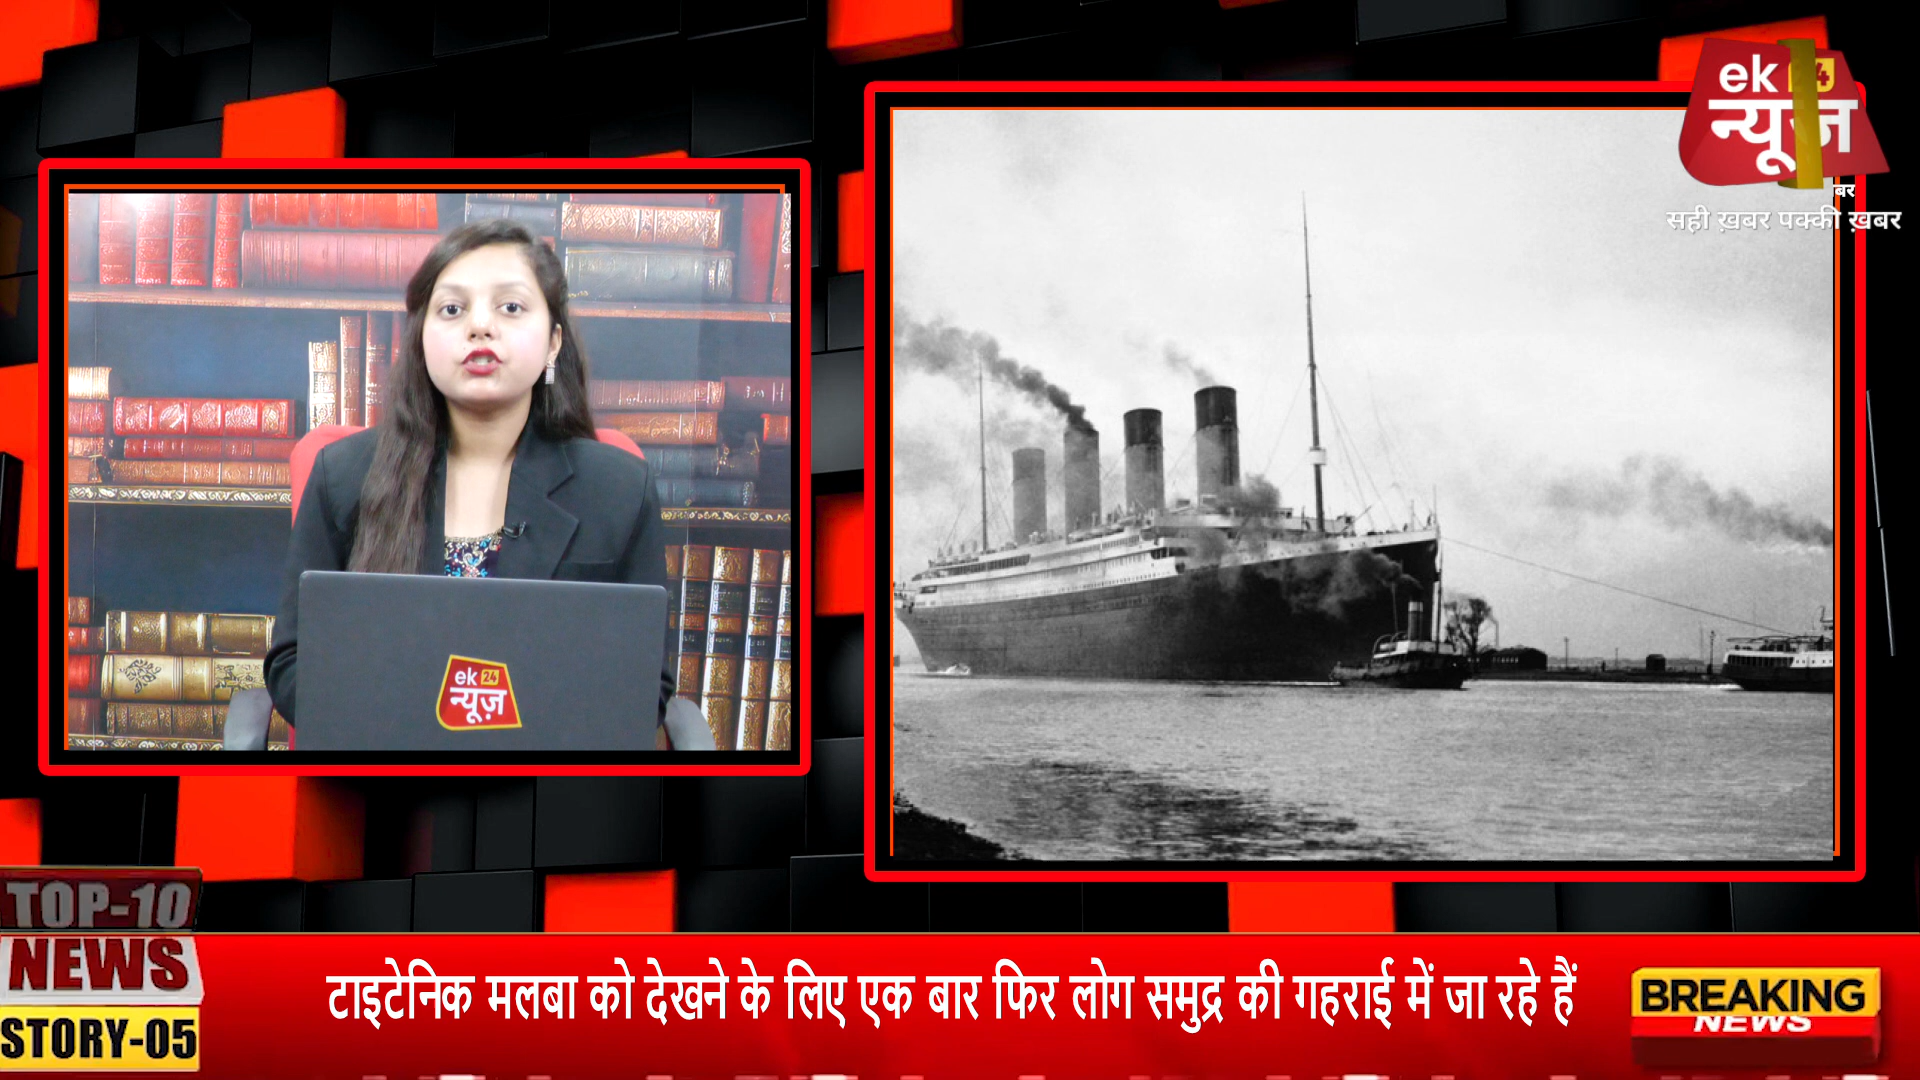 ek 24
न्यूज़
बर
सही ख़बर पक्की ख़बर
ek 24
न्यूज़
TOP-10
NEWS
STORY-05
टाइटेनिक मलबा को देखने के लिए एक बार फिर लोग समुद्र की गहराई में जा रहे हैं
BREAKING
NEWS